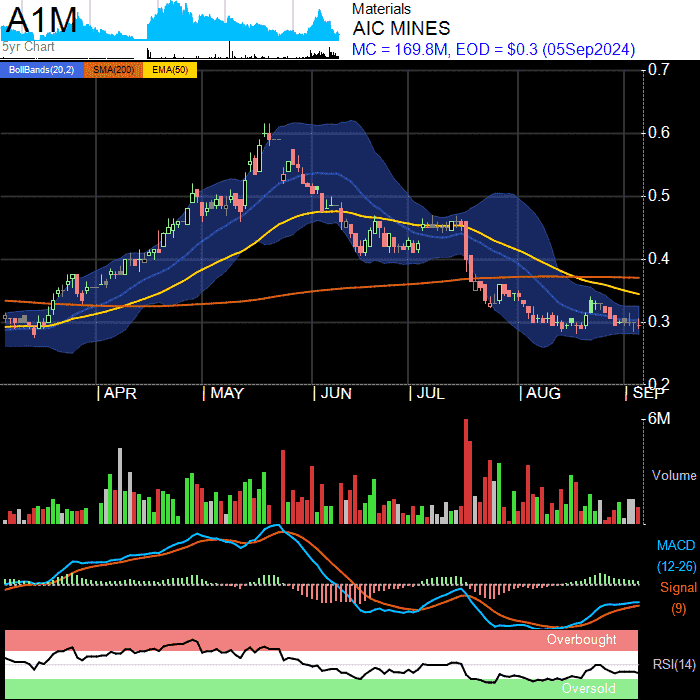 A1M
5yr Chart
Materials
AIC MINES
MC = 169.8M, EOD = $0.3 (05Sep2024)
BollBands(20,2) SMA(200) EMA(50)
0.7
0.6
0.5
0.4
0.3
0.2
APR MAY JUN JUL AUG SEP
6M
Volume
MACD
(12-26)
Signal
(9)
Overbought
RSI(14)
Oversold